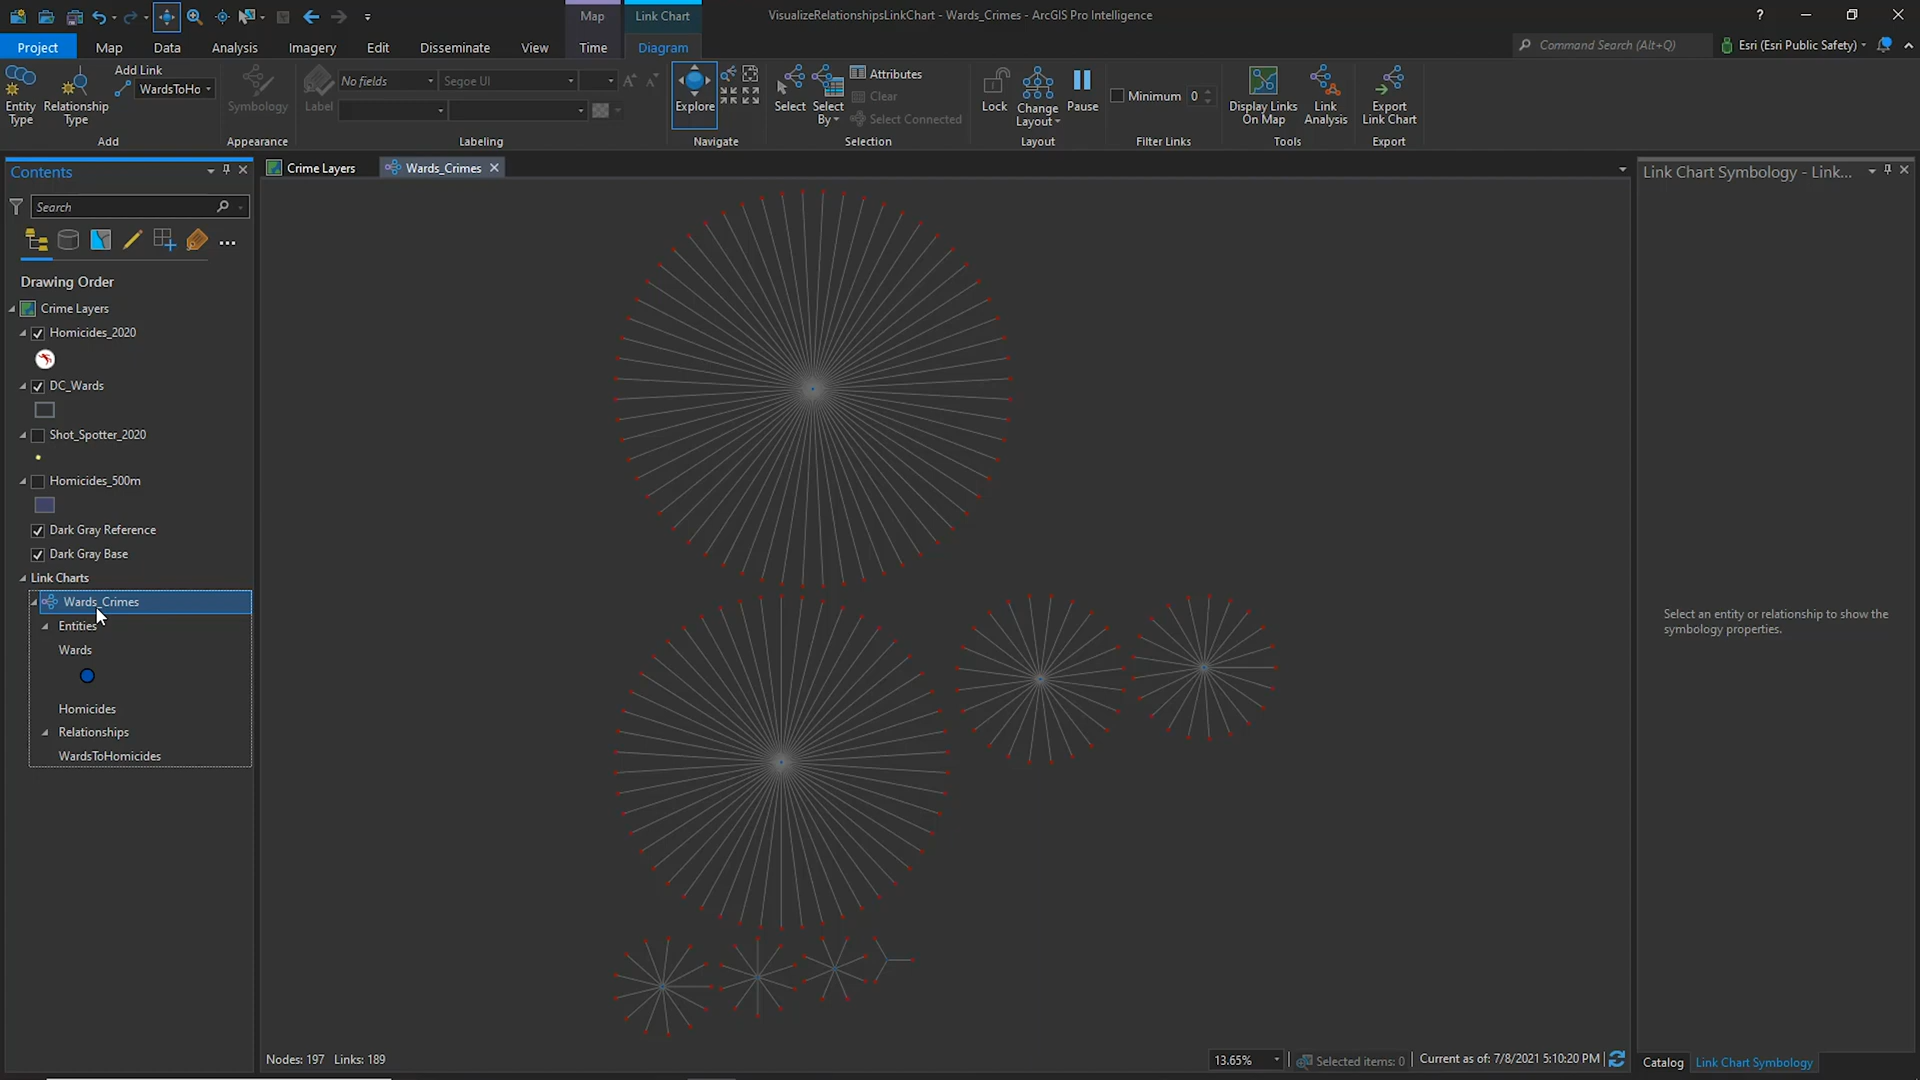 Map
Link Chart
VisualizeRelationshipsLinkChart - Wards_Crimes - ArcGIS Pro Intelligence
?
Project
Map
Data
Analysis
Imagery
Edit
Disseminate
View
Time
Diagram
Command Search (Alt+Q)
Esri (Esri Public Safety)
Entity
Type
Relationship
Type
Add Link
WardsToHo
Add
Symbology
Appearance
Label
No fields
Segoe UI
Labeling
Explore
Navigate
Select
Select
By
Attributes
Clear
Select Connected
Selection
Lock
Change
Layout
Pause
Layout
Minimum 0
Filter Links
Display Links
On Map
Link
Analysis
Tools
Export
Link Chart
Export
Contents
Search
Drawing Order
Crime Layers
Homicides_2020
DC_Wards
Shot_Spotter_2020
Homicides_500m
Dark Gray Reference
Dark Gray Base
Link Charts
Wards_Crimes
Entities
Wards
Homicides
Relationships
WardsToHomicides
Crime Layers
Wards_Crimes
Nodes: 197 Links: 189
13.65%
Selected items: 0
Current as of: 7/8/2021 5:10:20 PM
Link Chart Symbology - Link...
Select an entity or relationship to show the
symbology properties.
Catalog
Link Chart Symbology